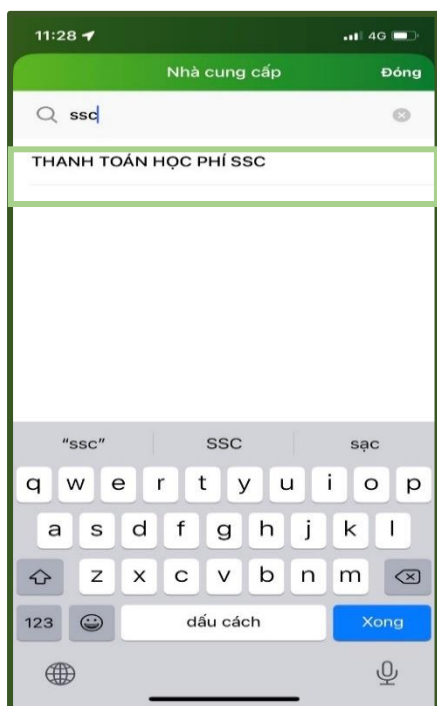 11:28 4G
Nhà cung cấp Đóng
ssc
THANH TOÁN HỌC PHÍ SSC
"ssc" SSC sạc
q w e r t y u i o p
a s d f g h j k l
z x c v b n m
123 dấu cách Xong